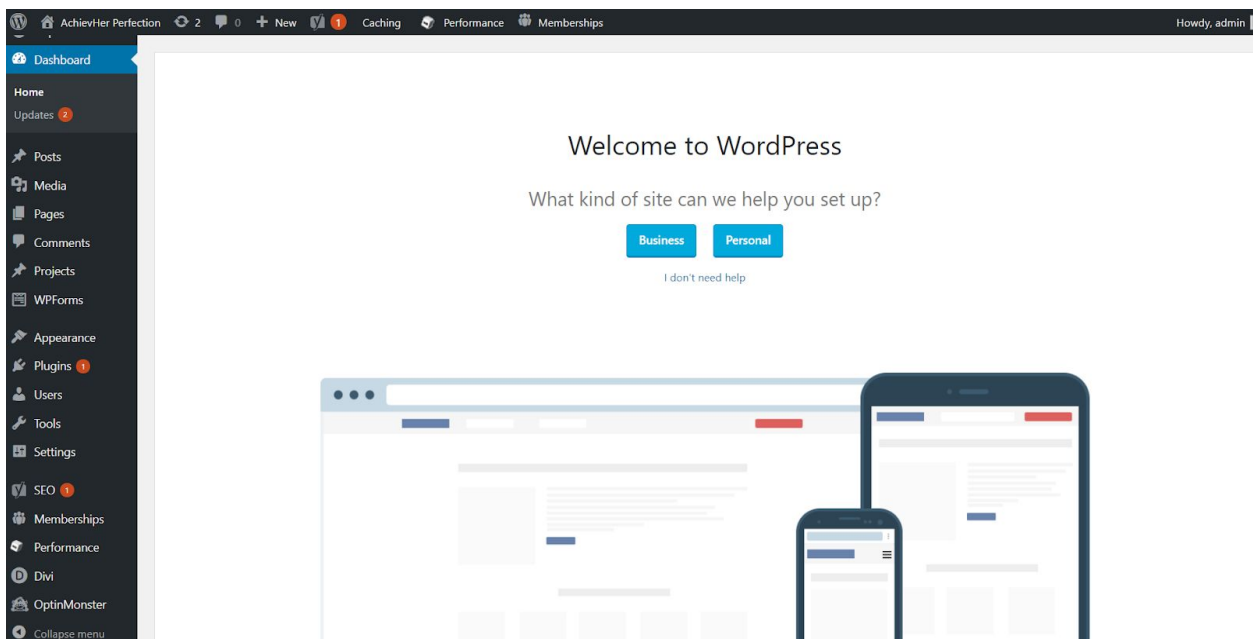 AchievHer Perfection 2 0 New 1 Caching Performance Memberships Howdy, admin
Dashboard
Home
Updates 2
Posts
Media
Pages
Comments
Projects
WPForms
Appearance
Plugins 1
Users
Tools
Settings
SEO 1
Memberships
Performance
D Divi
OptinMonster
Collapse menu
Welcome to WordPress
What kind of site can we help you set up?
Business Personal
I don't need help